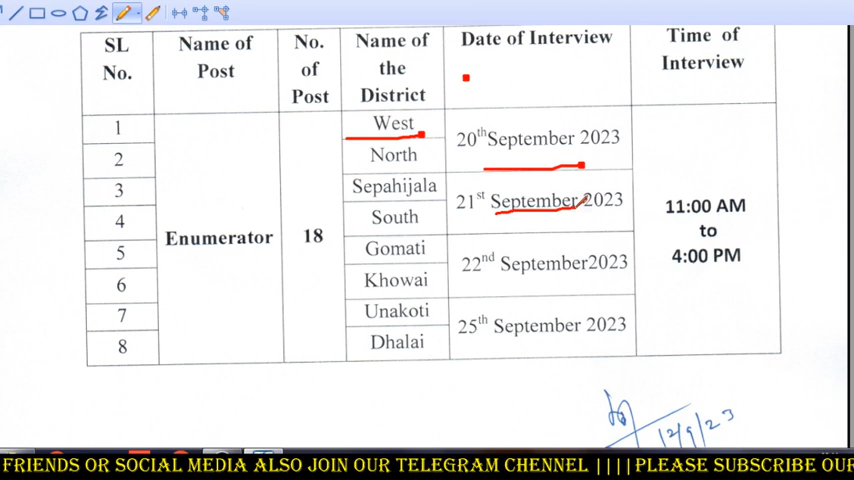 SL No.
Name of Post
No. of Post
Name of the District
Date of Interview
Time of Interview
1
2
3
4
5
6
7
8
Enumerator
18
West
North
Sepahijala
South
Gomati
Khowai
Unakoti
Dhalai
20th September 2023
21st September 2023
22nd September2023
25th September 2023
11:00 AM
to
4:00 PM
12/9/23
FRIENDS OR SOCIAL MEDIA ALSO JOIN OUR TELEGRAM CHANNEL ||||PLEASE SUBSCRIBE OUR